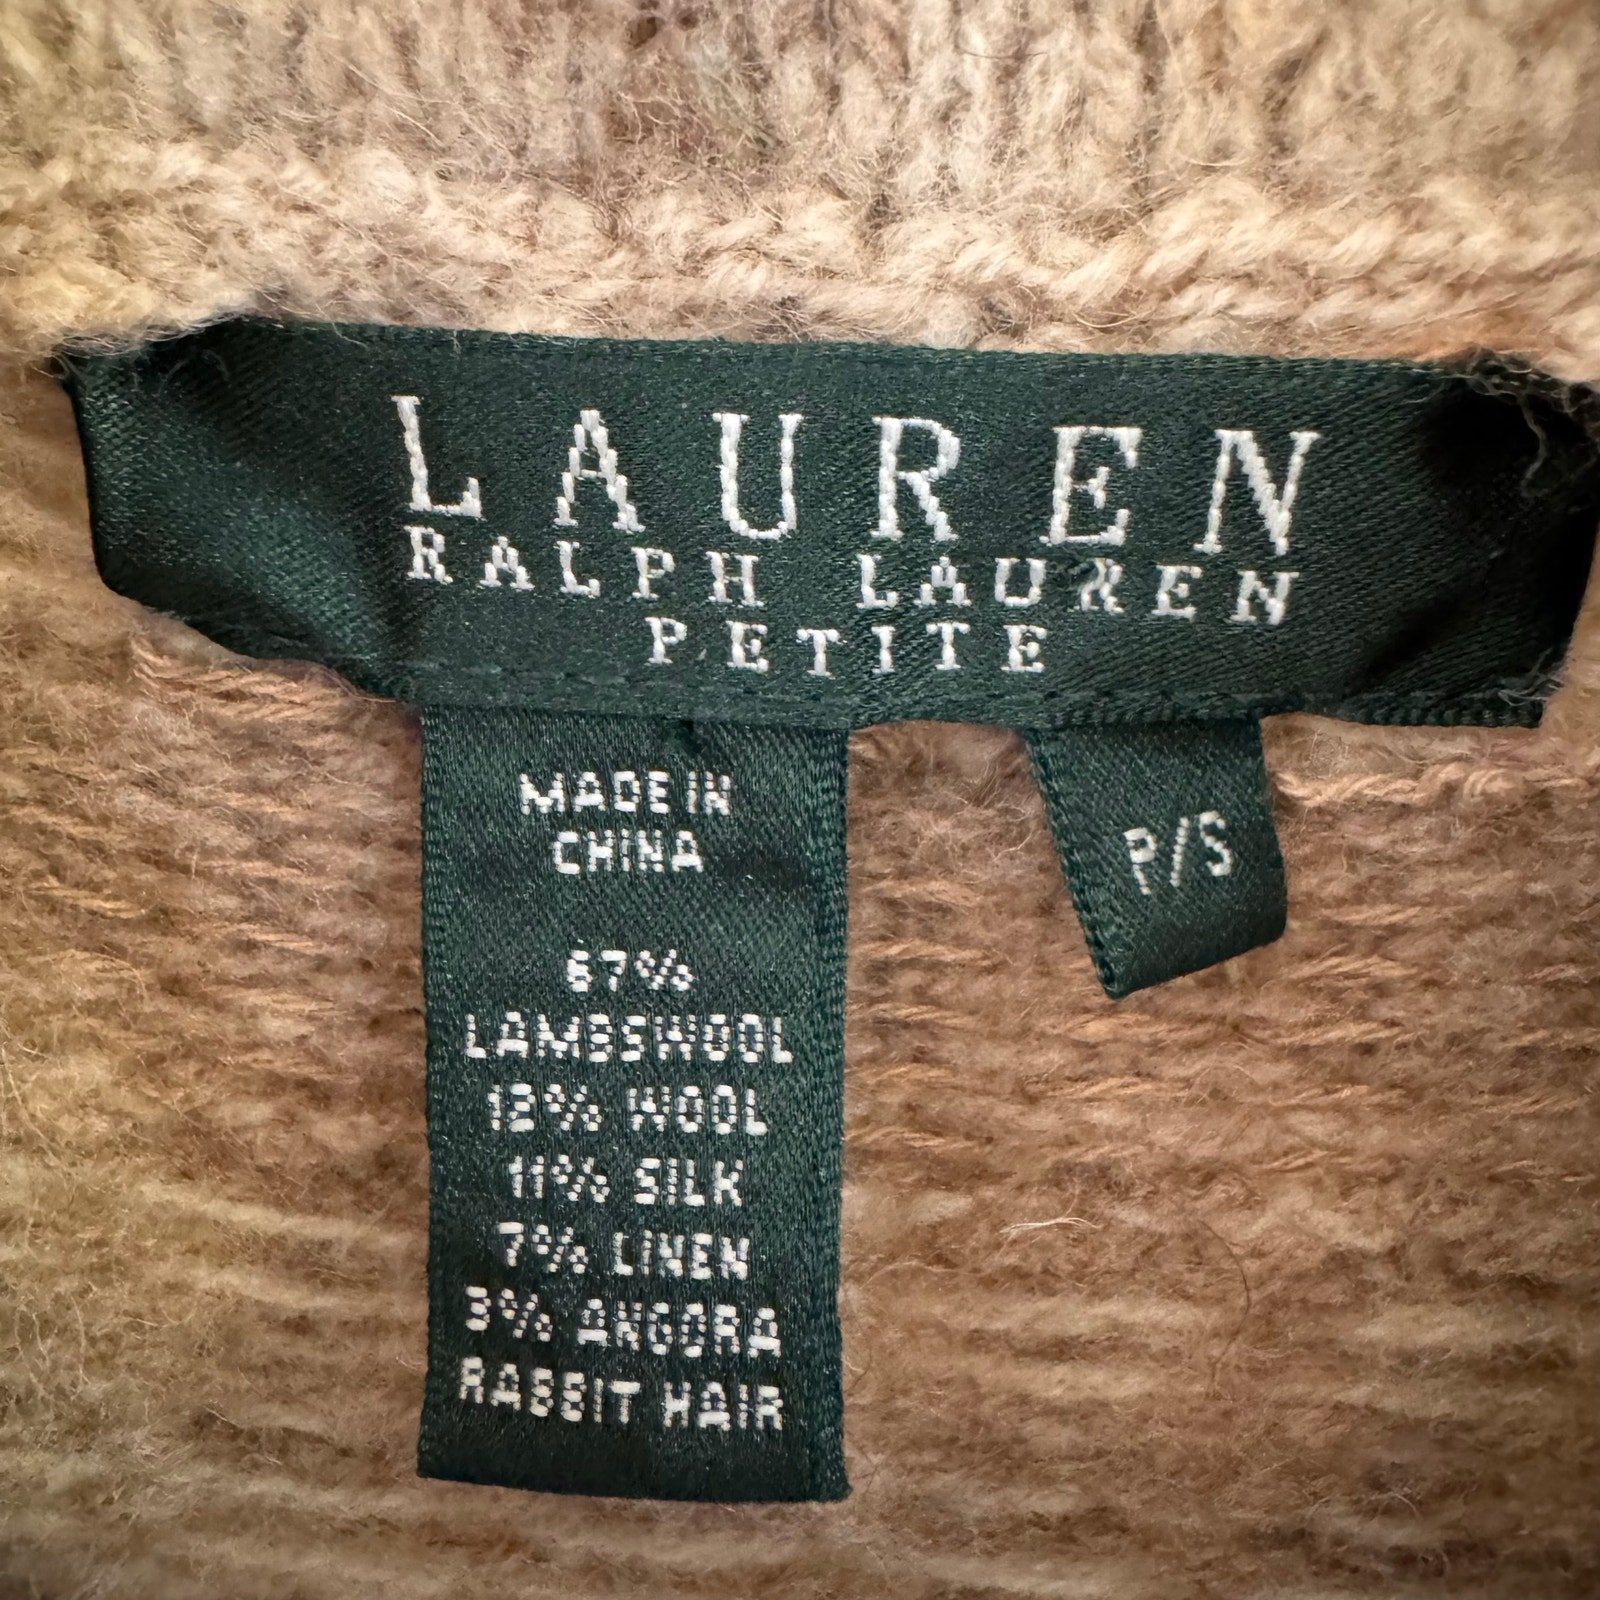 LAUREN
RALPH LAUREN
PETITE
MADE IN
CHINA
P/S
67%
LAMBSWOOL
12% WOOL
11% SILK
7% LINEN
3% ANGORA
RABBIT HAIR